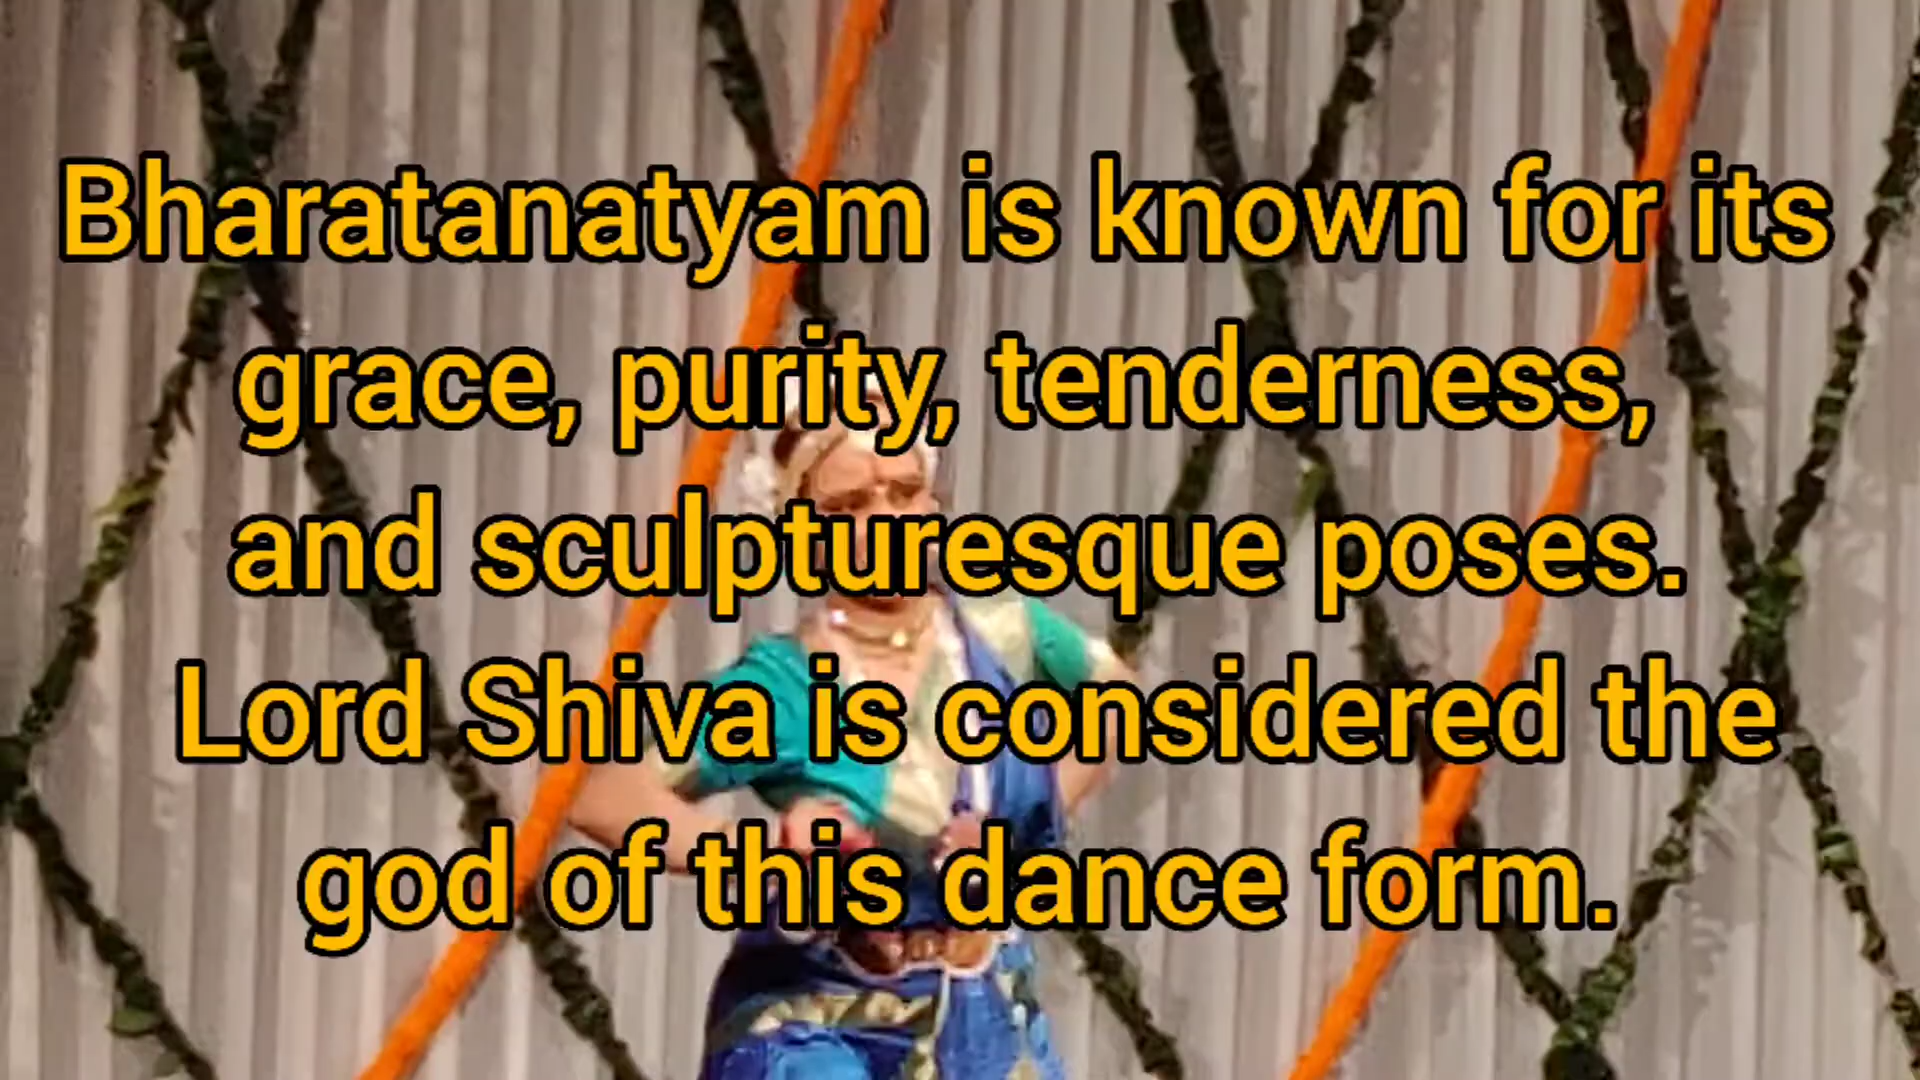 Bharatanatyam is known for its
grace, purity, tenderness,
and sculpturesque poses.
Lord Shiva is considered the
god of this dance form.